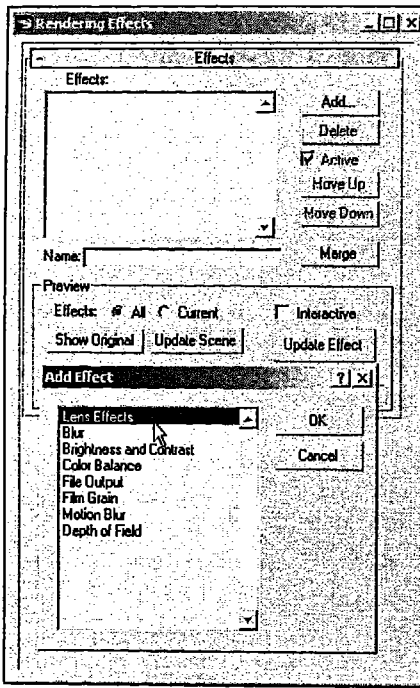 Rendering Effects
Effects
Effects:
Add...
Delete
Active
Move Up
Move Down
Name:
Merge
Preview
Effects: All Current
Interactive
Show Original Update Scene Update Effect
Add Effect
Lens Effects
Blur
Brightness and Contrast
Color Balance
File Output
Film Grain
Motion Blur
Depth of Field
OK
Cancel